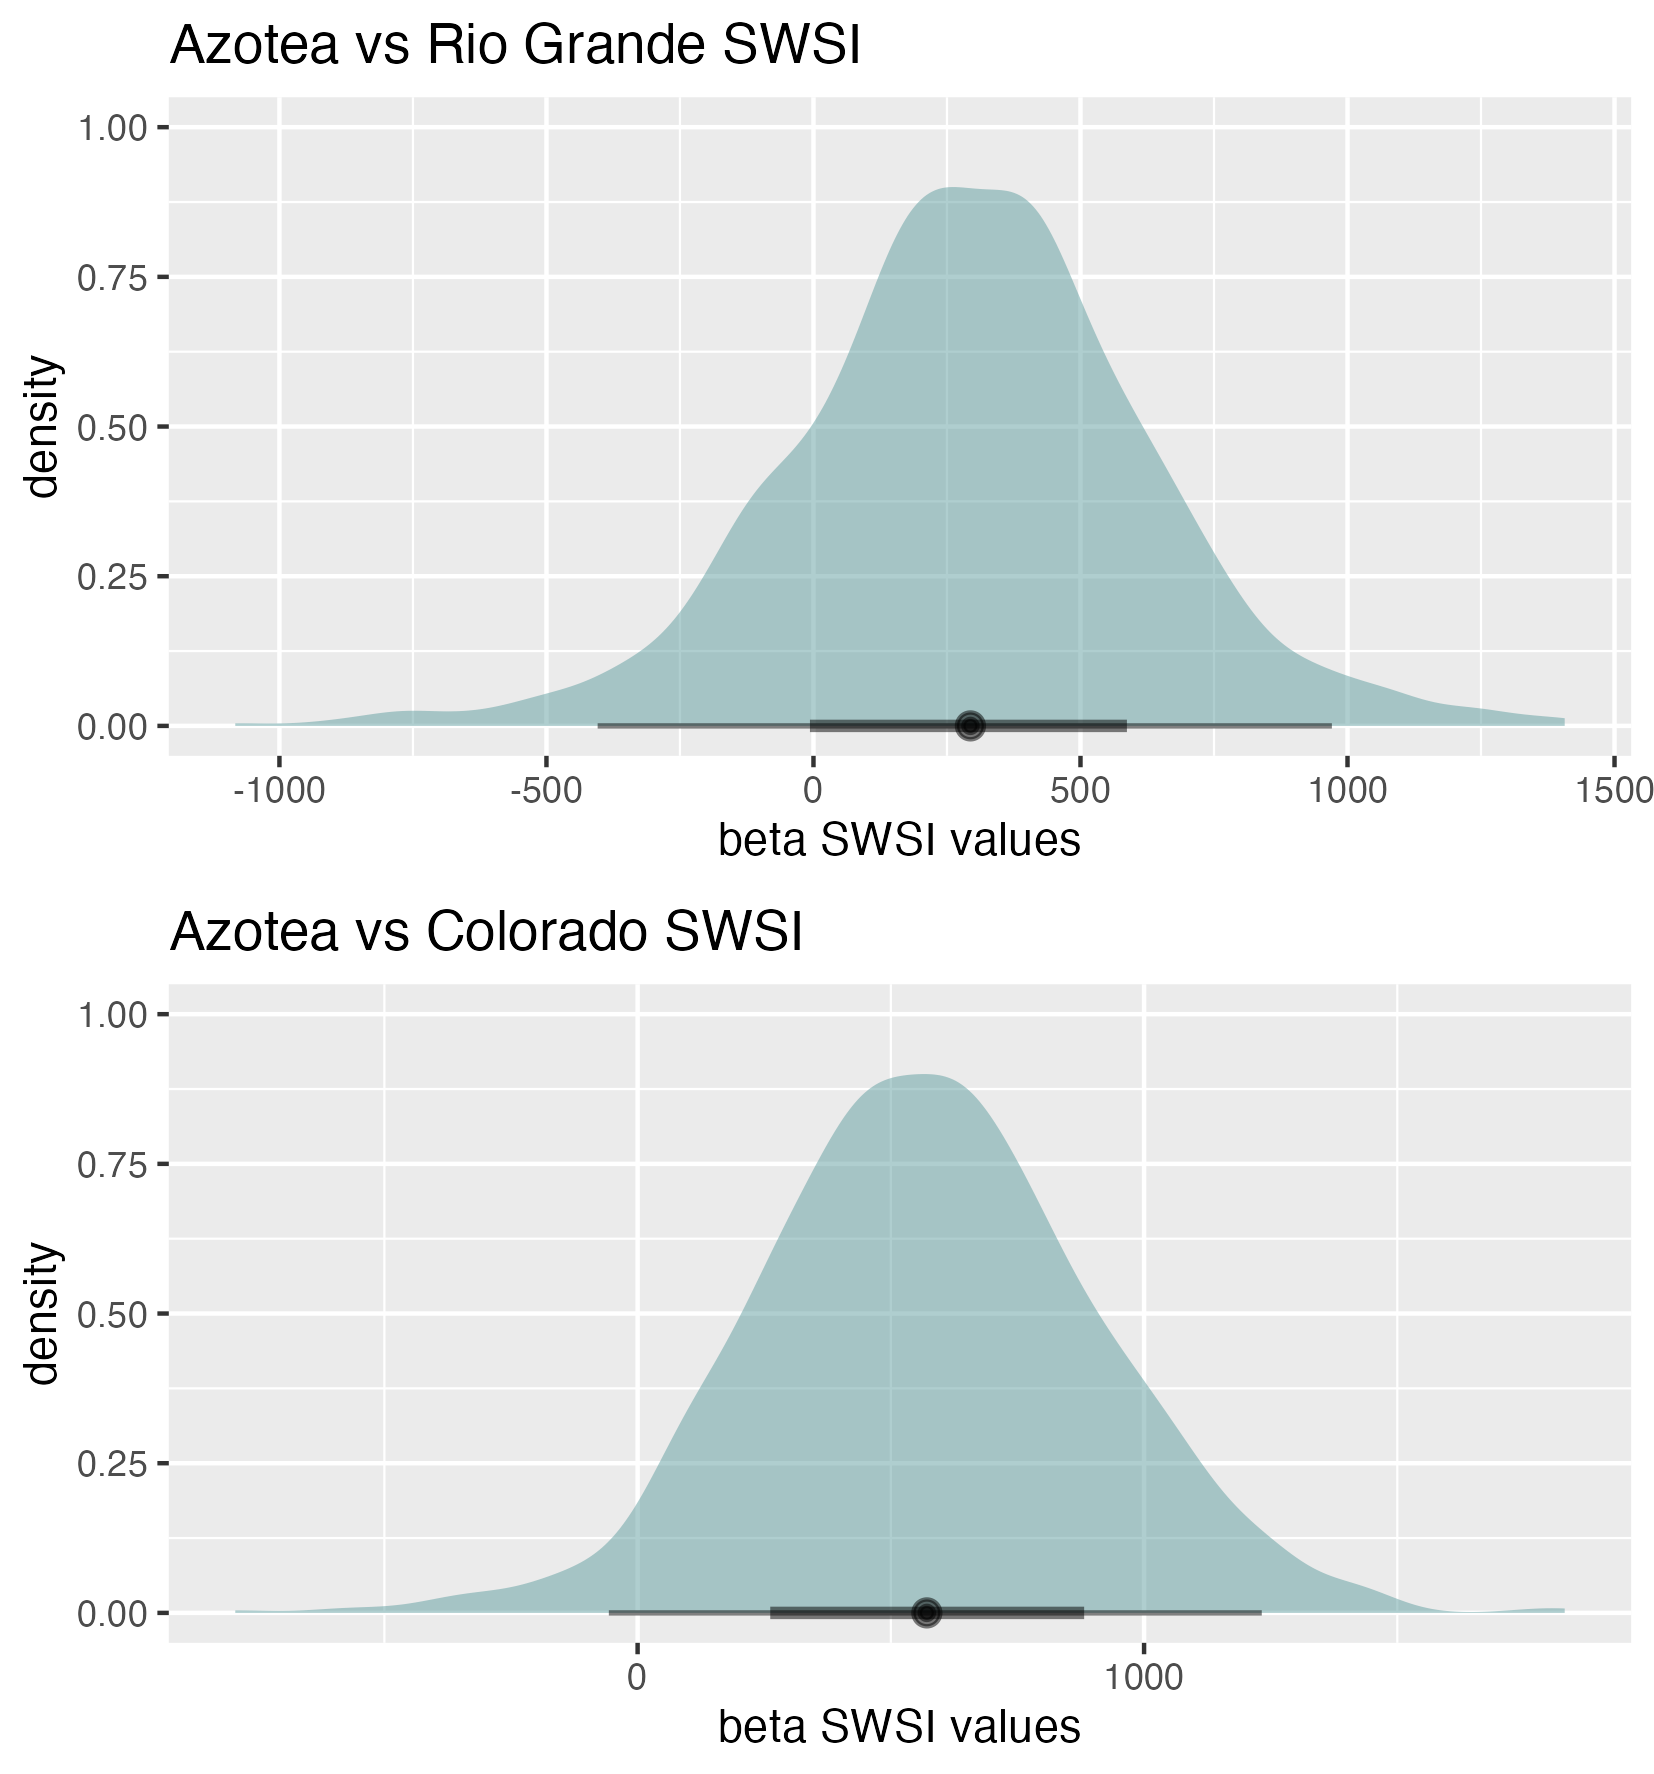 Azotea vs Rio Grande SWSI
1.00
0.75
0.50
0.25
0.00
density
-1000 -500 0 500 1000 1500
beta SWSI values
Azotea vs Colorado SWSI
1.00
0.75
0.50
0.25
0.00
density
0 1000
beta SWSI values